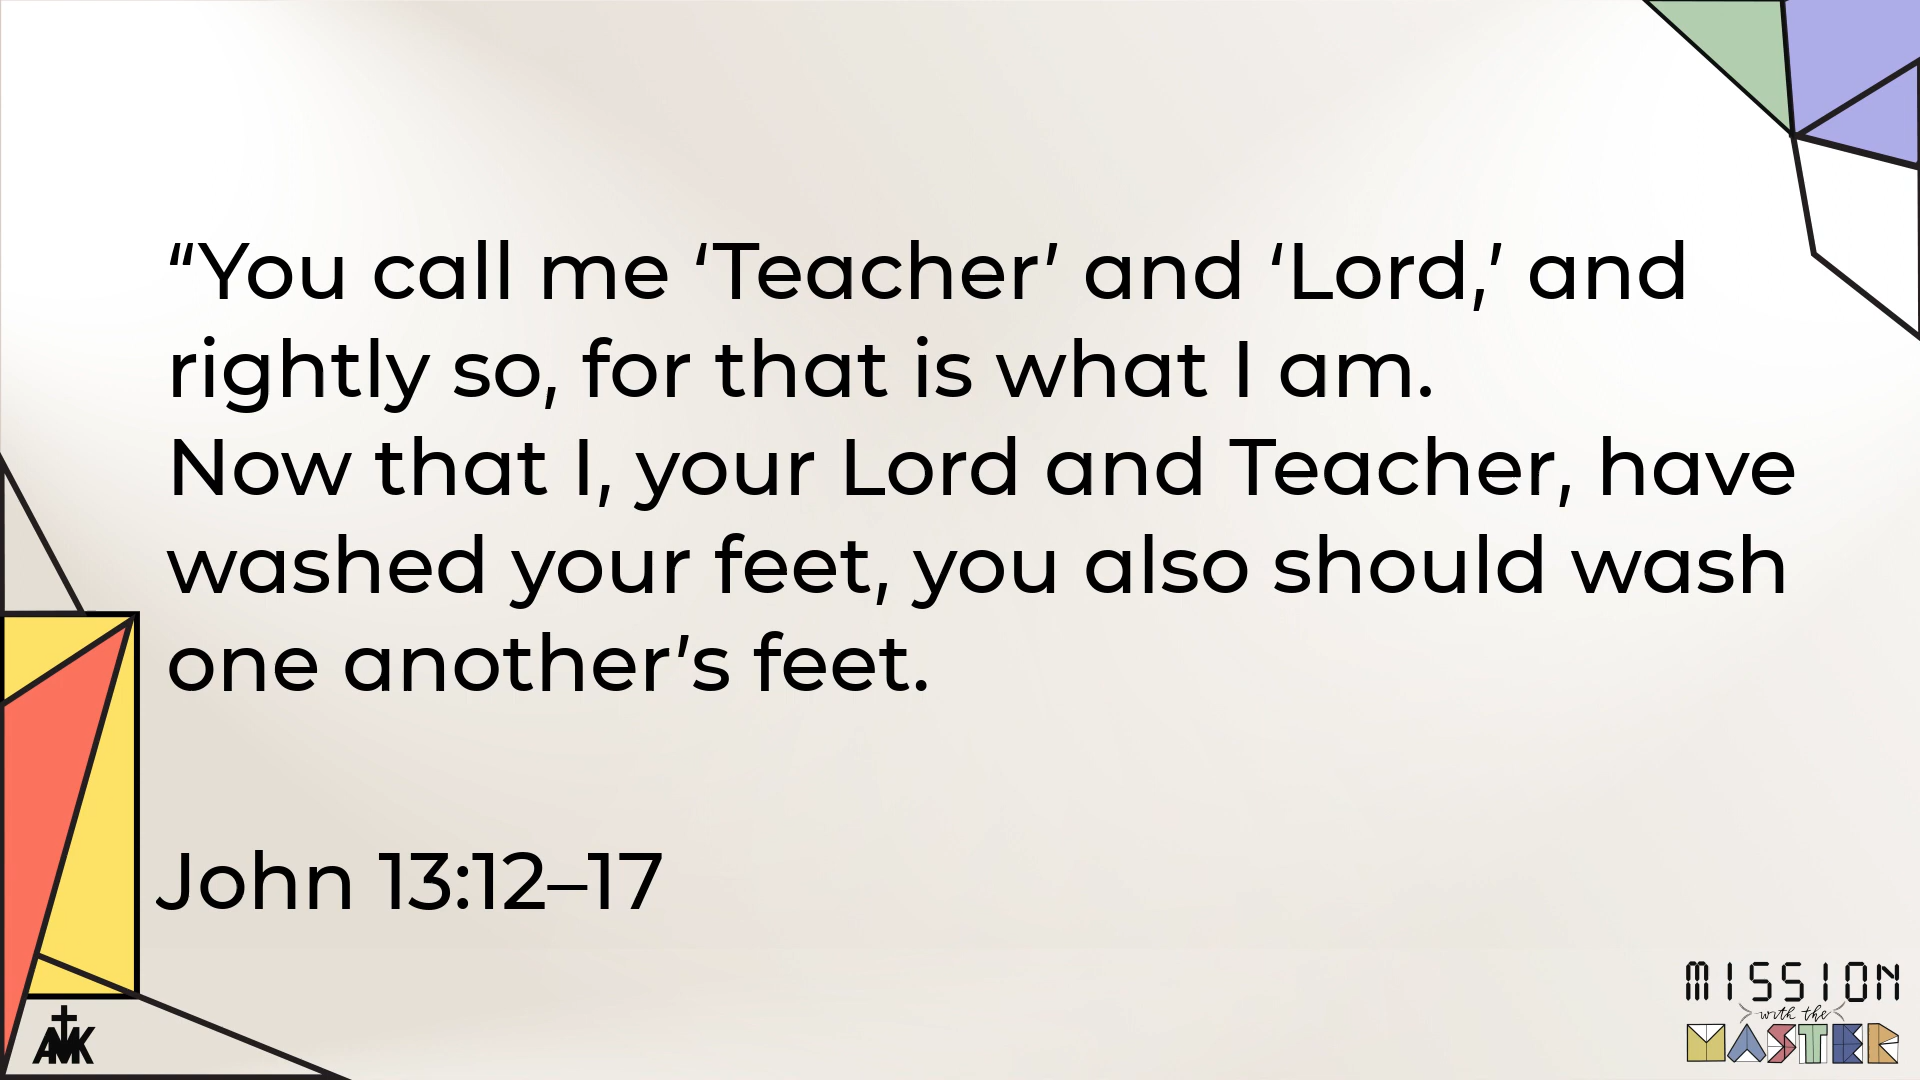 “You call me ‘Teacher’ and ‘Lord,’ and
rightly so, for that is what I am.
Now that I, your Lord and Teacher, have
washed your feet, you also should wash
one another’s feet.
John 13:12–17
AMK
MISSION
with the
MASTER